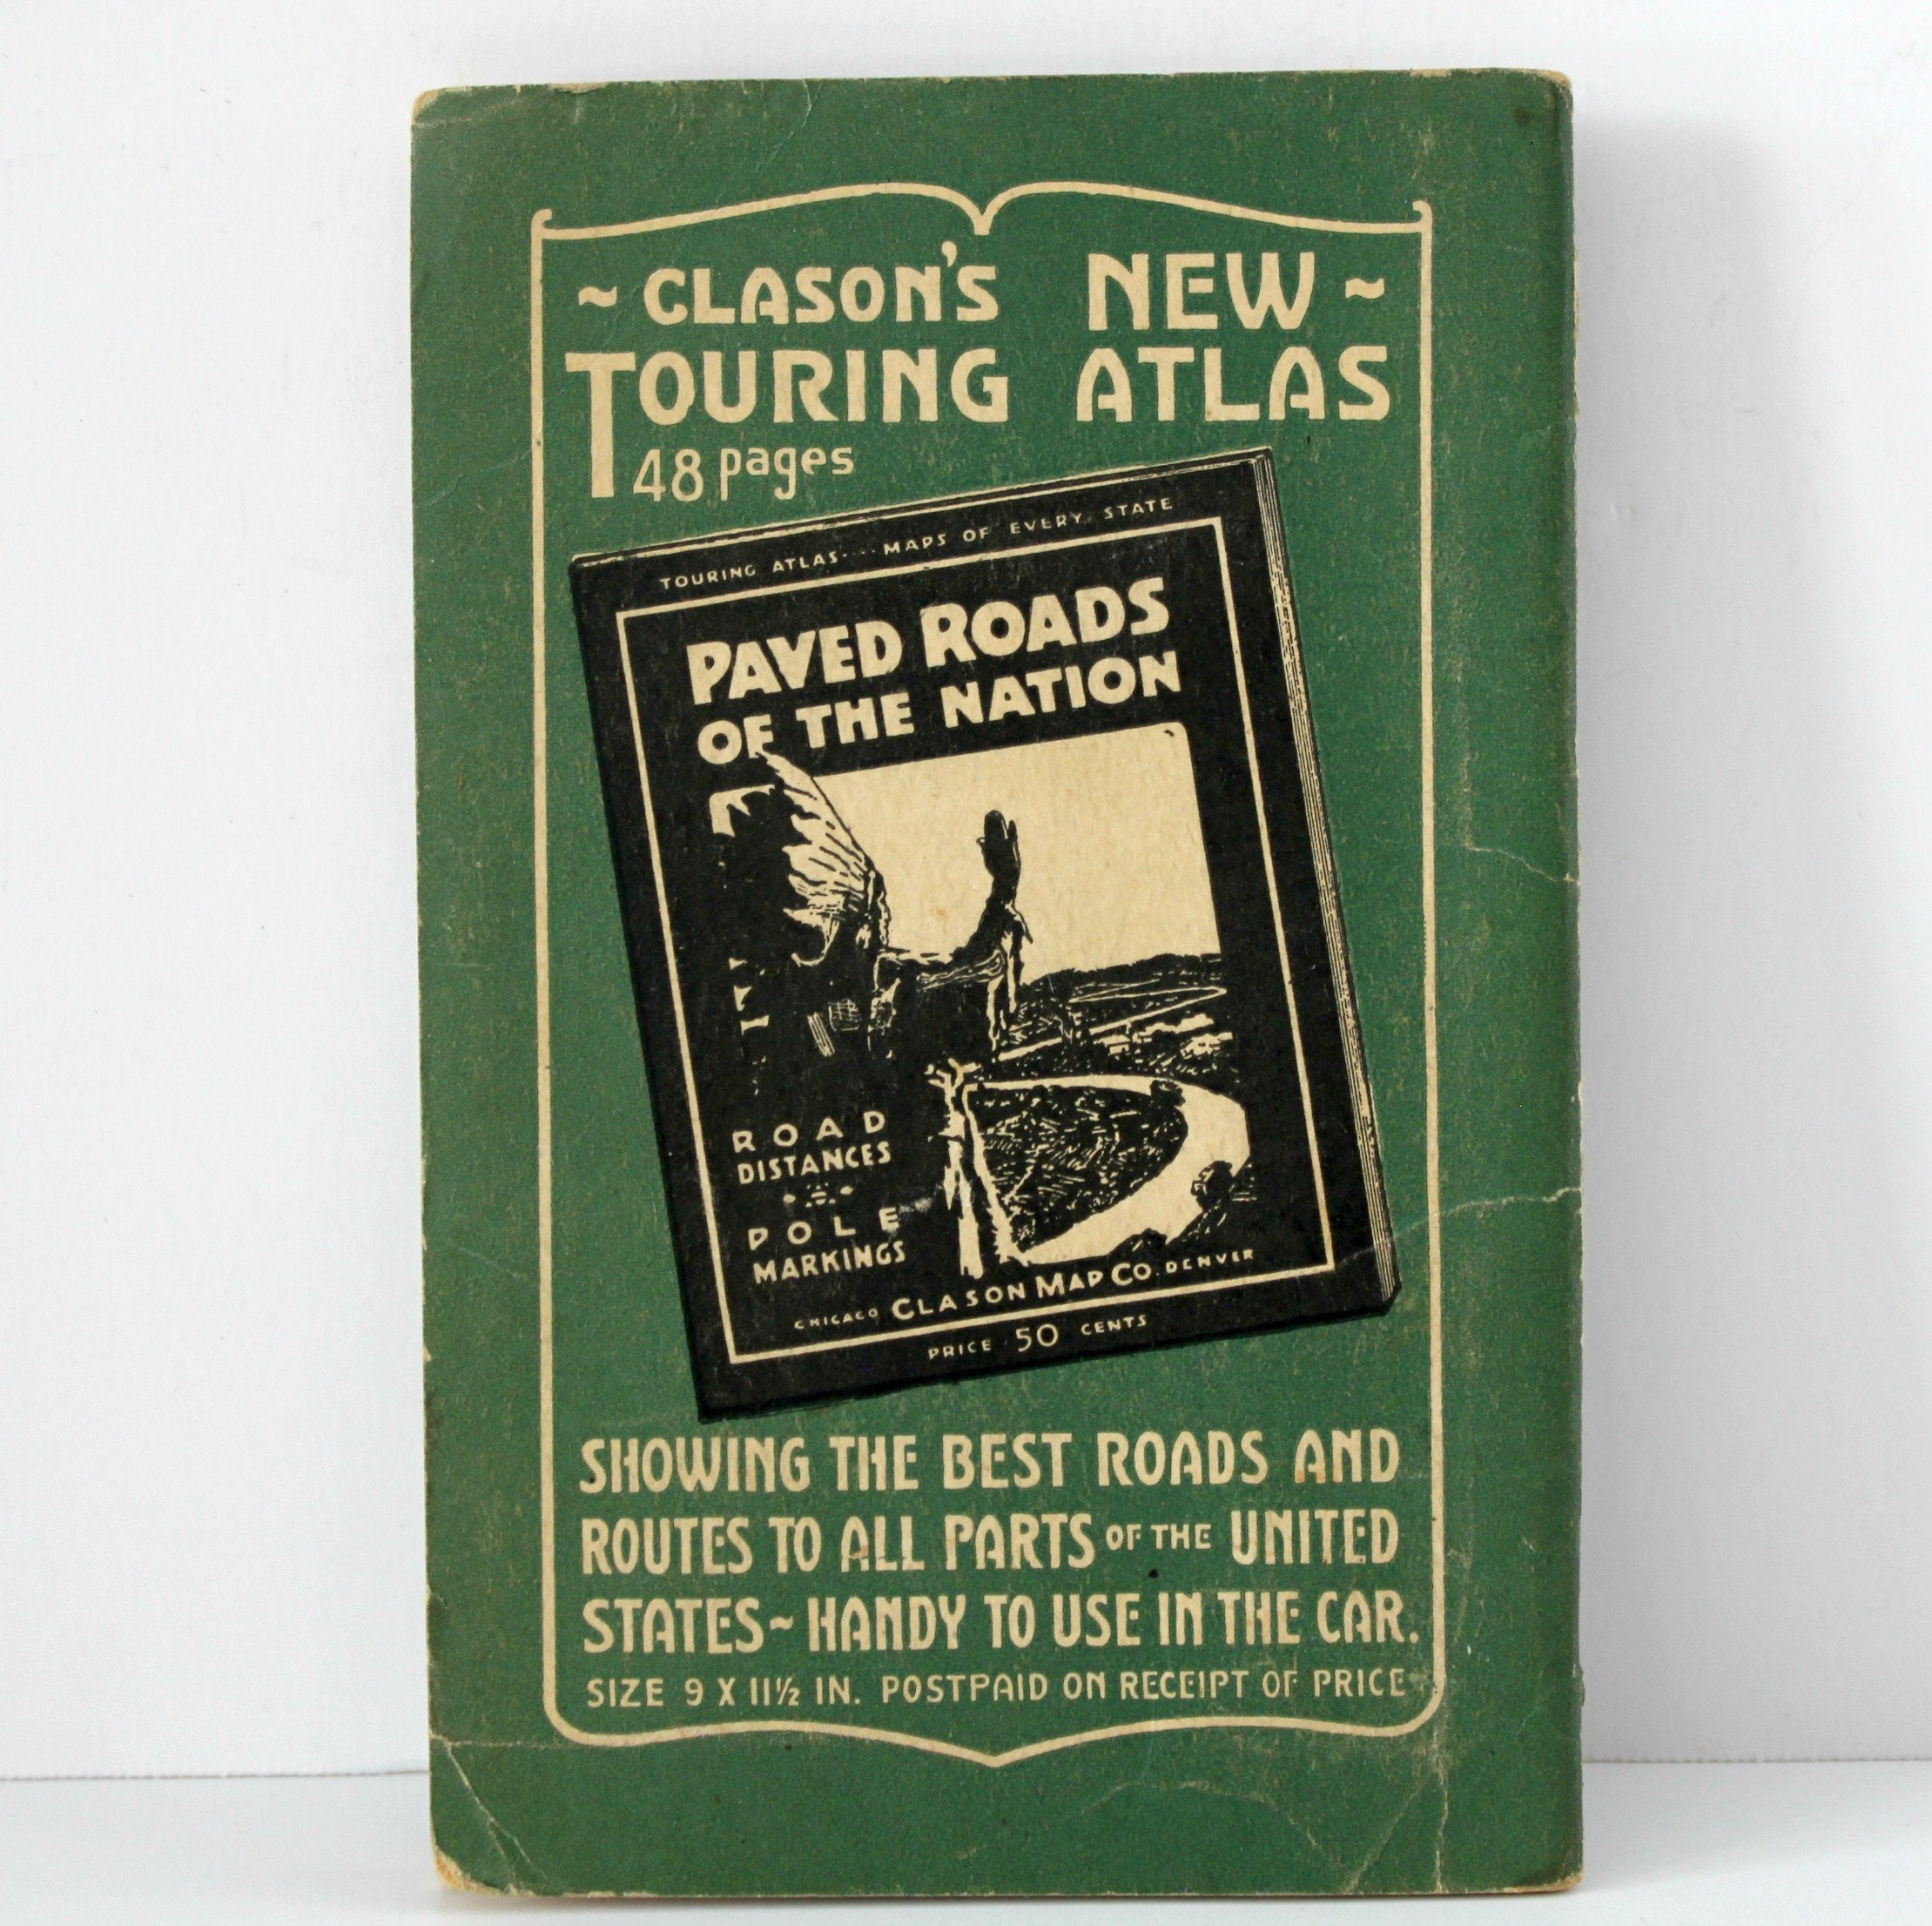 ~ CLASON'S NEW ~
TOURING ATLAS
48 pages
TOURING ATLAS···· MAPS OF EVERY STATE
PAVED ROADS
OF THE NATION
ROAD
DISTANCES
POLE
MARKINGS
CHICAGO CLASON MAP CO. DENVER
PRICE 50 CENTS
SHOWING THE BEST ROADS AND
ROUTES TO ALL PARTS OF THE UNITED
STATES~HANDY TO USE IN THE CAR.
SIZE 9 X 11½ IN. POSTPAID ON RECEIPT OF PRICE